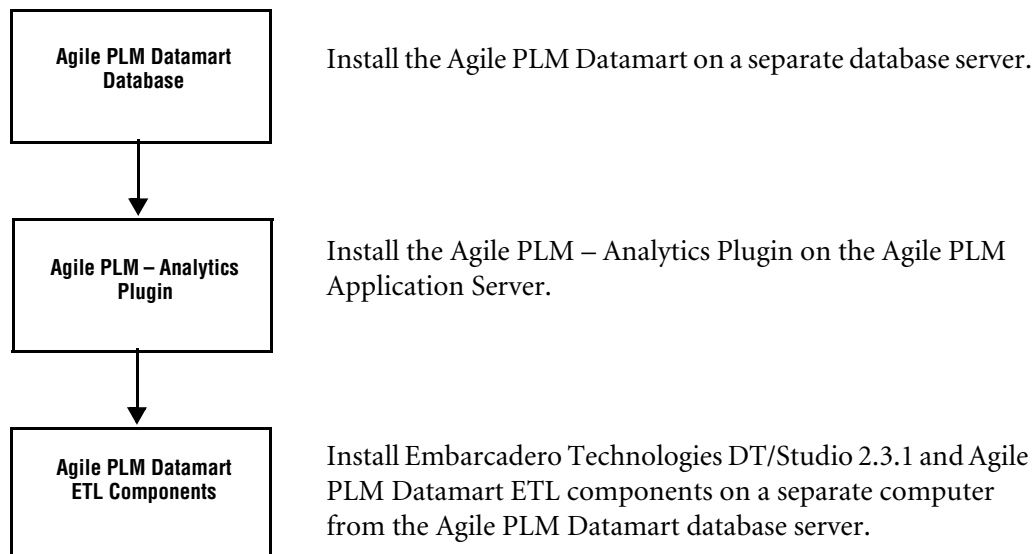 Agile PLM Datamart
Database
Install the Agile PLM Datamart on a separate database server.
Agile PLM – Analytics
Plugin
Install the Agile PLM – Analytics Plugin on the Agile PLM
Application Server.
Agile PLM Datamart
ETL Components
Install Embarcadero Technologies DT/Studio 2.3.1 and Agile
PLM Datamart ETL components on a separate computer
from the Agile PLM Datamart database server.